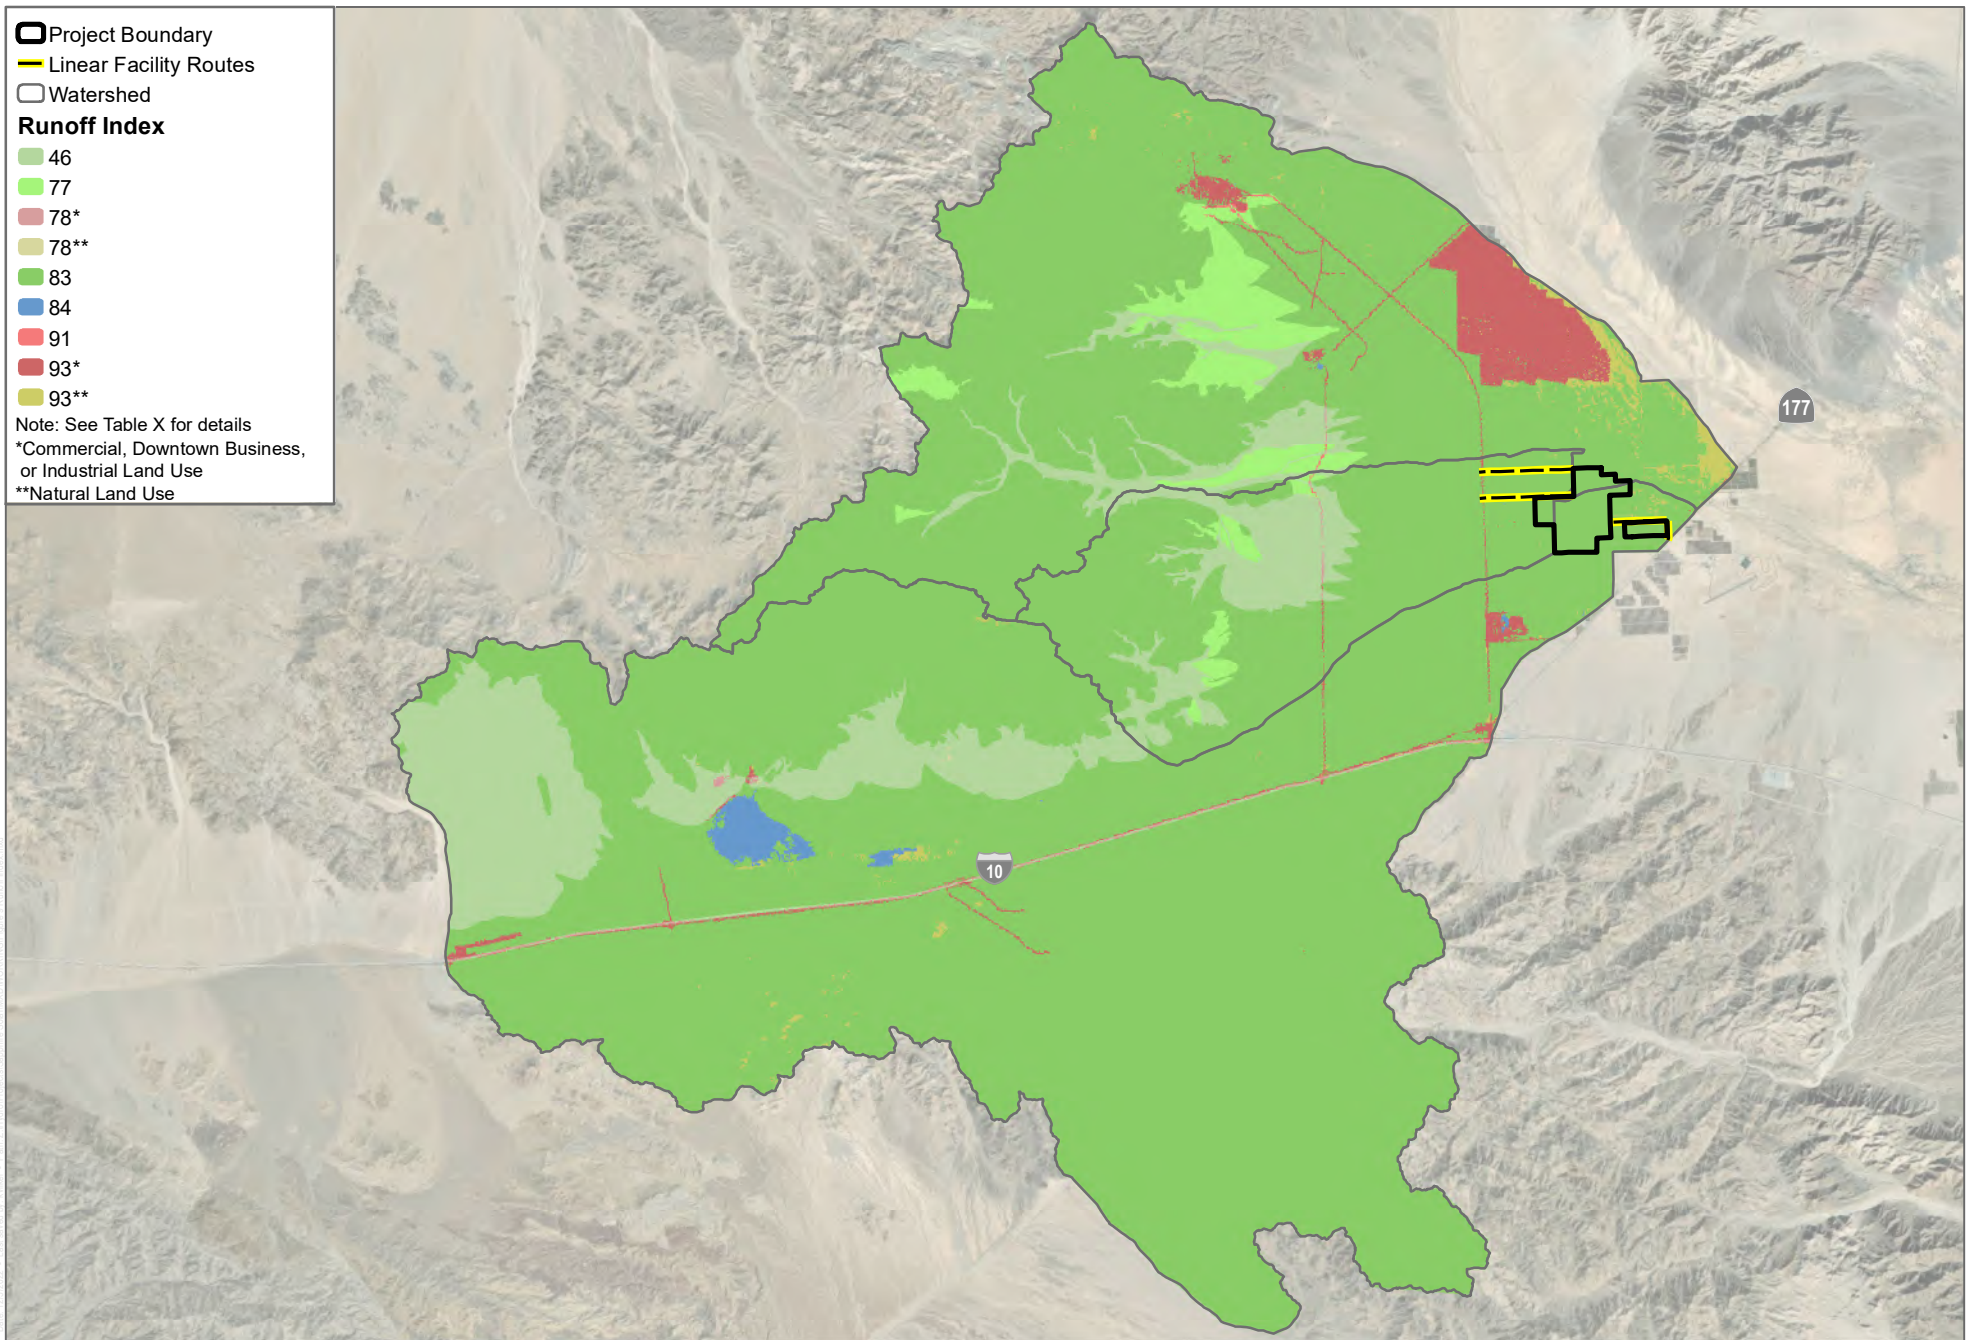 Project Boundary
Linear Facility Routes
Watershed
Runoff Index
46
77
78*
78**
83
84
91
93*
93**
Note: See Table X for details
*Commercial, Downtown Business,
or Industrial Land Use
**Natural Land Use
177
10